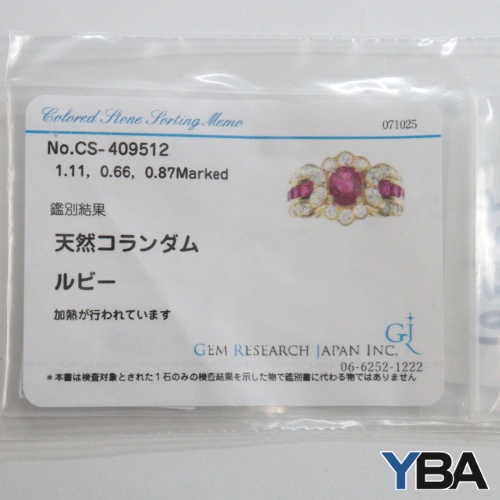 Colored Stone Sorting Memo
071025
No.CS-409512
1.11, 0.66, 0.87Marked
鑑別結果
天然コランダム
ルビー
加熱が行われています
GJ
GEM RESEARCH JAPAN INC.
06-6252-1222
*本書は検査対象とされた1石のみの検査結果を示した物で鑑別書に代わる物ではありません
YBA